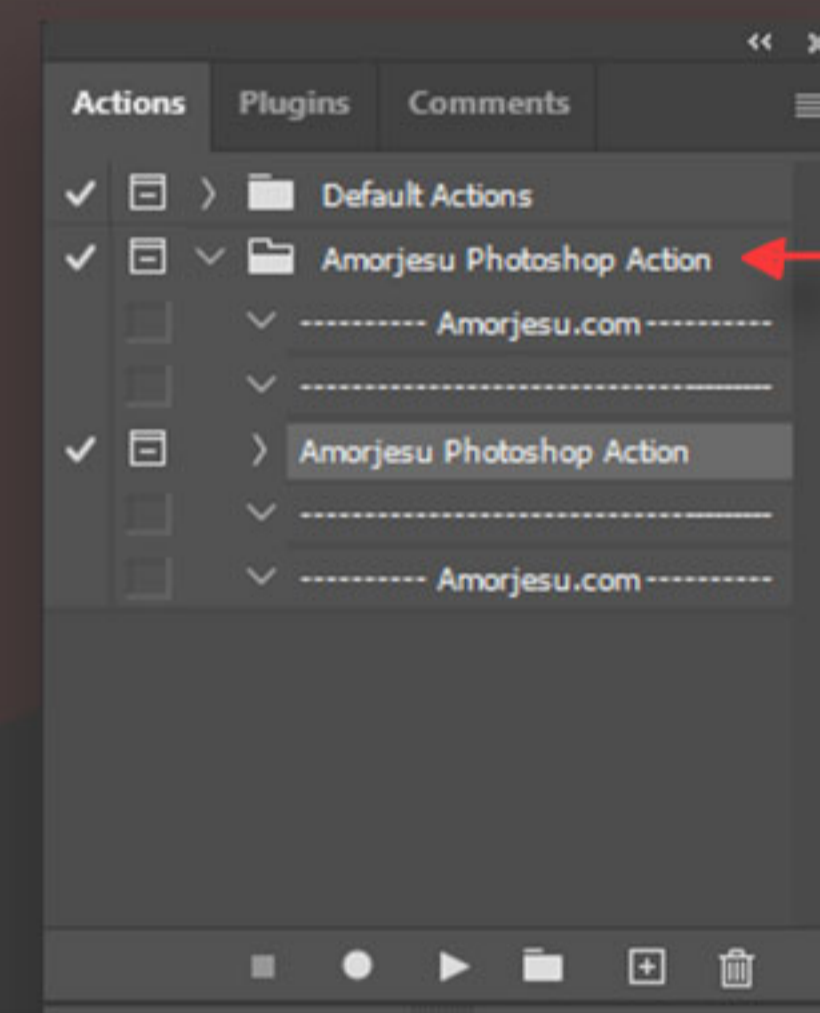 Actions Plugins Comments
Default Actions
Amorjesu Photoshop Action
---------- Amorjesu.com ----------
----------------------------------------
Amorjesu Photoshop Action
----------------------------------------
---------- Amorjesu.com ----------